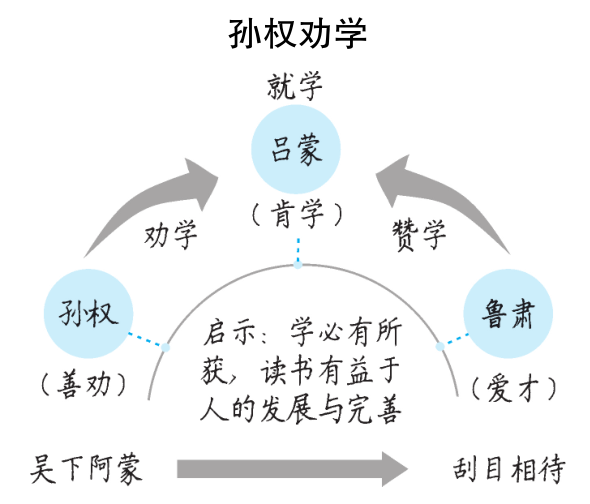 孙权劝学
就学
吕蒙
（肯学）
劝学
赞学
孙权
（善劝）
鲁肃
（爱才）
启示：学必有所
获，读书有益于
人的发展与完善
吴下阿蒙
刮目相待